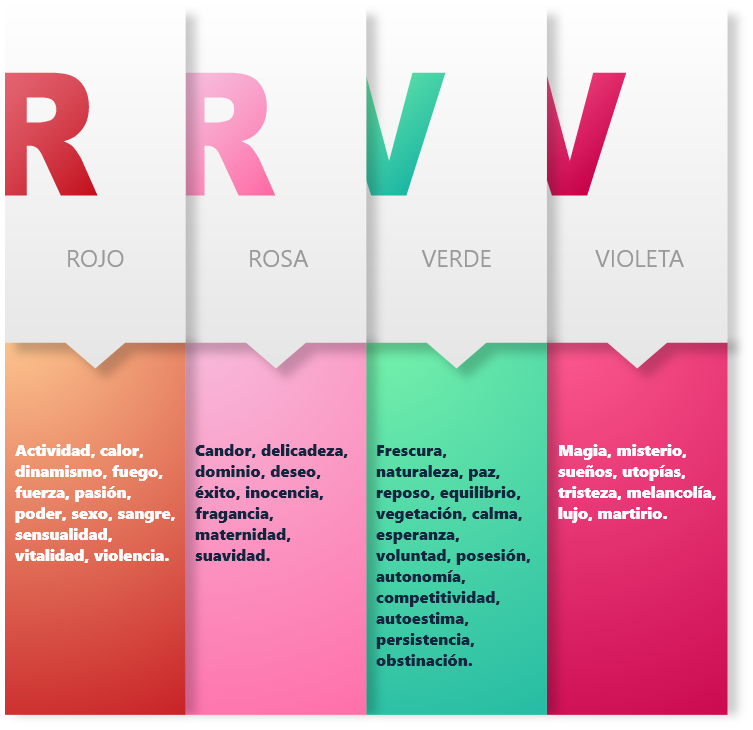 R
ROJO
Actividad, calor,
dinamismo, fuego,
fuerza, pasión,
poder, sexo, sangre,
sensualidad,
vitalidad, violencia.
R
ROSA
Candor, delicadeza,
dominio, deseo,
éxito, inocencia,
fragancia,
maternidad,
suavidad.
V
VERDE
Frescura,
naturaleza, paz,
reposo, equilibrio,
vegetación, calma,
esperanza,
voluntad, posesión,
autonomía,
competitividad,
autoestima,
persistencia,
obstinación.
V
VIOLETA
Magia, misterio,
sueños, utopías,
tristeza, melancolía,
lujo, martirio.